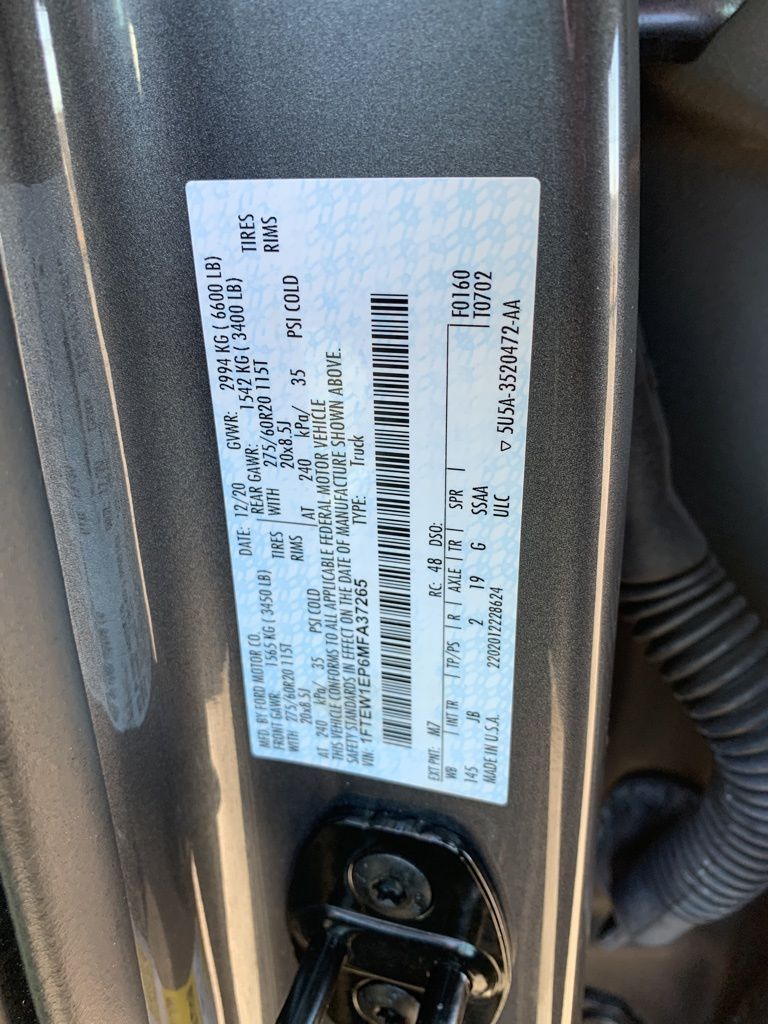 MFD. BY FORD MOTOR CO. DATE: 12/20 GVWR: 2994 KG ( 6600 LB)
FRONT GAWR: 1565 KG ( 3450 LB) REAR GAWR: 1542 KG ( 3400 LB)
WITH 275/60R20 115T TIRES WITH 275/60R20 115T TIRES
20x8.5J RIMS 20x8.5J RIMS
AT 240 kPa/ 35 PSI COLD AT 240 kPa/ 35 PSI COLD
THIS VEHICLE CONFORMS TO ALL APPLICABLE FEDERAL MOTOR VEHICLE
SAFETY STANDARDS IN EFFECT ON THE DATE OF MANUFACTURE SHOWN ABOVE.
VIN: 1FTEW1EP6MFA37265 TYPE: Truck
EXT PNT: M7 RC: 48 DSO: F0160
WB INT TR TP/PS R AXLE TR SPR T0702
145 JB 2 19 G SSAA
MADE IN U.S.A. 2202012228624 ULC ▽ 5U5A-3520472-AA